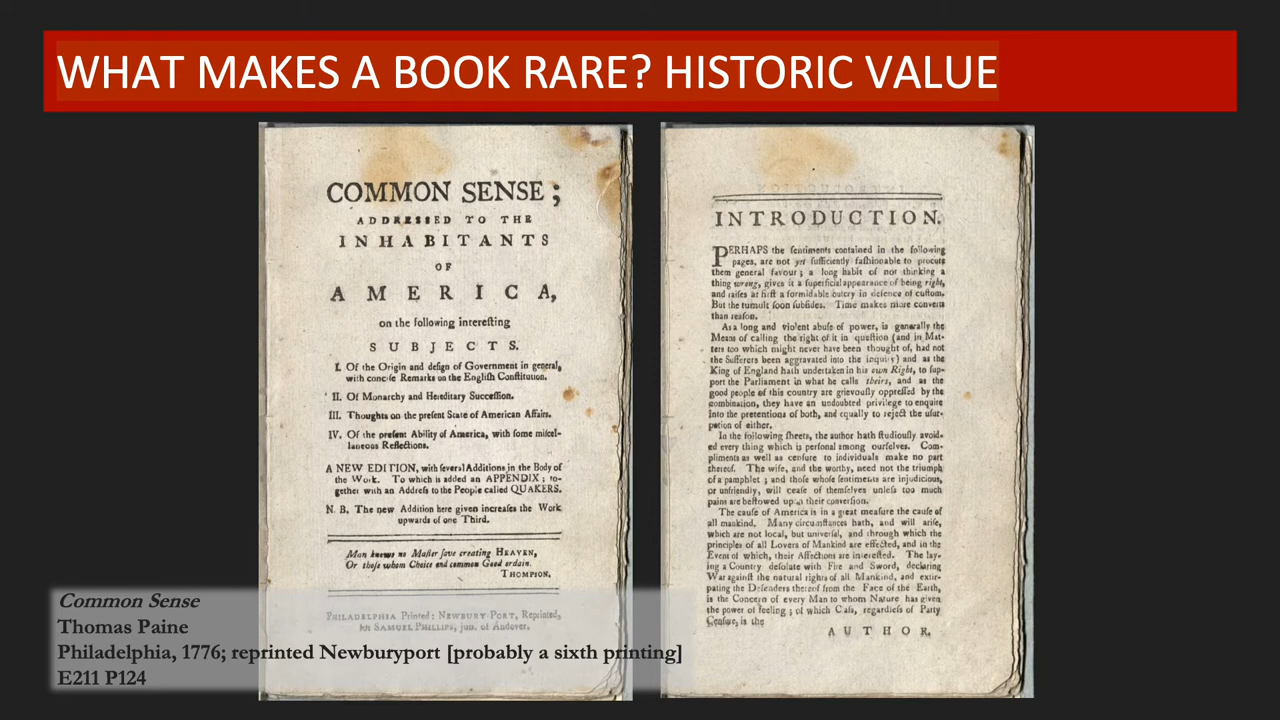 WHAT MAKES A BOOK RARE? HISTORIC VALUE
COMMON SENSE;
ADDRESSED TO THE
INHABITANTS
OF
AMERICA,
on the following interesting
SUBJECTS.
I. Of the Origin and design of Government in general,
with concise Remarks on the English Constitution.
II. Of Monarchy and Hereditary Succession.
III. Thoughts on the present State of American Affairs.
IV. Of the present Ability of America, with some miscel-
laneous Reflections.
A NEW EDITION, with several Additions in the Body of
the Work. To which is added an APPENDIX; to-
gether with an Address to the People called QUAKERS.
N. B. The new Addition here given increases the Work
upwards of one Third.
Man knows no Master save creating HEAVEN,
Or those whom Choice and common Good ordain.
THOMPSON.
PHILADELPHIA Printed: NEWBURY-PORT, Reprinted,
for SAMUEL PHILLIPS, jun. of Andover.
INTRODUCTION.
PERHAPS the sentiments contained in the following
pages, are not yet sufficiently fashionable to procure
them general favour; a long habit of not thinking a
thing wrong, gives it a superficial appearance of being right,
and raises at first a formidable outcry in defence of custom.
But the tumult soon subsides. Time makes more converts
than reason.
As a long and violent abuse of power, is generally the
Means of calling the right of it in question (and in Mat-
ters too which might never have been thought of, had not
the Sufferers been aggravated into the inquiry) and as the
King of England hath undertaken in his own Right, to sup-
port the Parliament in what he calls theirs, and as the
good people of this country are grievously oppressed by the
combination, they have an undoubted privilege to enquire
into the pretentions of both, and equally to reject the usur-
pation of either.
In the following sheets, the author hath studiously avoid-
ed every thing which is personal among ourselves. Com-
pliments as well as censure to individuals make no part
thereof. The wise, and the worthy, need not the triumph
of a pamphlet; and those whose sentiments are injudicious,
or unfriendly, will cease of themselves unless too much
pains are bestowed upon their conversion.
The cause of America is in a great measure the cause of
all mankind. Many circumstances hath, and will arise,
which are not local, but universal, and through which the
principles of all Lovers of Mankind are effected, and in the
Event of which, their Affections are interested. The lay-
ing a Country desolate with Fire and Sword, declaring
War against the natural rights of all Mankind, and extir-
pating the Defenders thereof from the Face of the Earth,
is the Concern of every Man to whom Nature has given
the power of feeling; of which Cass, regardless of Party
Censure, is the
AUTHOR.
Common Sense
Thomas Paine
Philadelphia, 1776; reprinted Newburyport [probably a sixth printing]
E211 P124